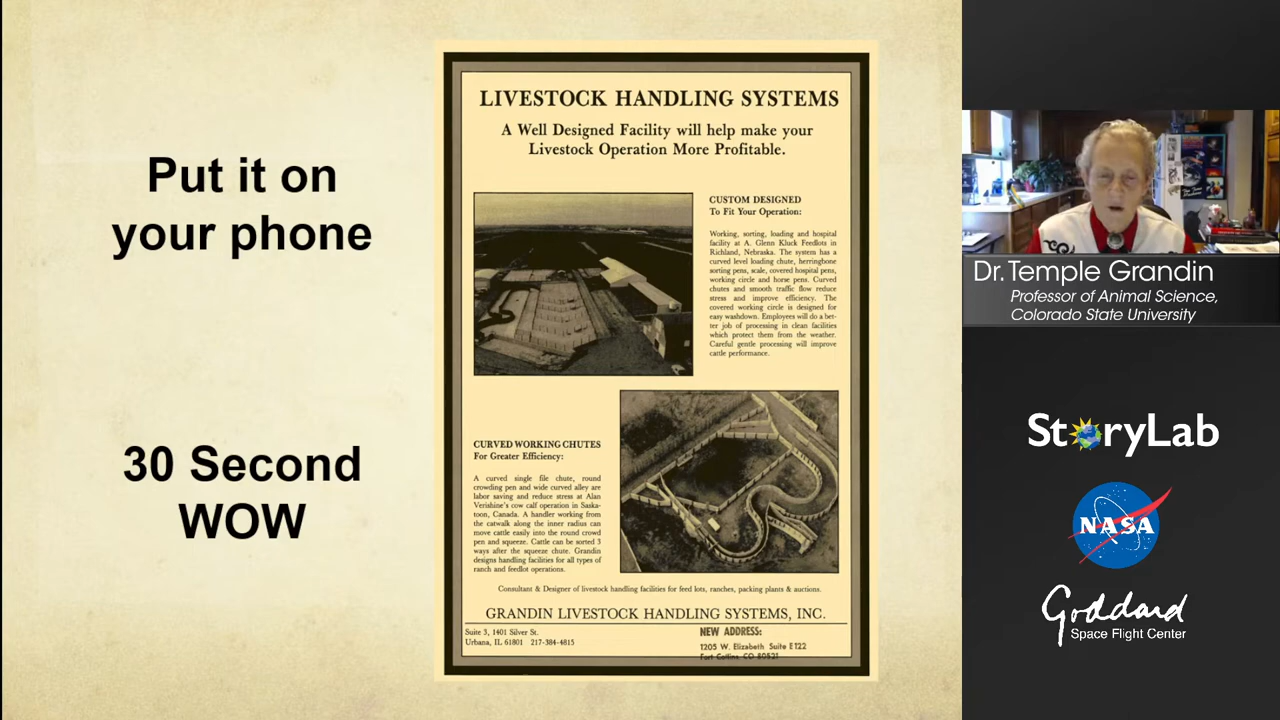 Put it on
your phone
30 Second
WOW
LIVESTOCK HANDLING SYSTEMS
A Well Designed Facility will help make your
Livestock Operation More Profitable.
CUSTOM DESIGNED
To Fit Your Operation:
Working, sorting, loading and hospital
facility at A. Glenn Kluck Feedlots in
Richland, Nebraska. The system has a
curved level loading chute, herringbone
sorting pens, scale, covered hospital pens,
working circle and horse pens. Curved
chutes and smooth traffic flow reduce
stress and improve efficiency. The
covered working circle is designed for
easy washdown. Employees will do a bet-
ter job of processing in clean facilities
which protect them from the weather.
Careful gentle processing will improve
cattle performance.
CURVED WORKING CHUTES
For Greater Efficiency:
A curved single file chute, round
crowding pen and wide curved alley are
labor saving and reduce stress at Alan
Verishine's cow calf operation in Saska-
toon, Canada. A handler working from
the catwalk along the inner radius can
move cattle easily into the round crowd
pen and squeeze. Cattle can be sorted 3
ways after the squeeze chute. Grandin
designs handling facilities for all types of
ranch and feedlot operations.
Consultant & Designer of livestock handling facilities for feed lots, ranches, packing plants & auctions.
GRANDIN LIVESTOCK HANDLING SYSTEMS, INC.
Suite 3, 1401 Silver St.
Urbana, IL 61801 217-384-4815
NEW ADDRESS:
1205 W. Elizabeth Suite E122
Fort Collins, CO 80521
Dr. Temple Grandin
Professor of Animal Science,
Colorado State University
StoryLab
NASA
Goddard
Space Flight Center